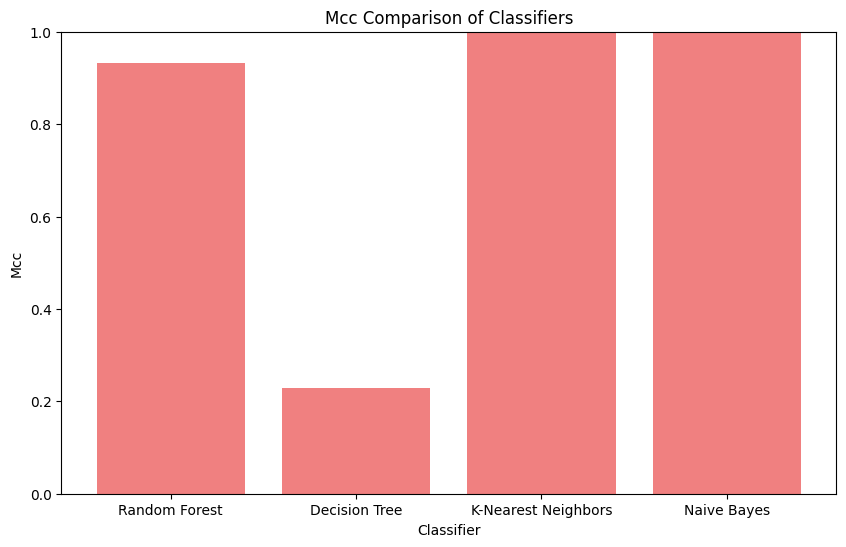 Mcc Comparison of Classifiers
1.0
0.8
0.6
0.4
0.2
0.0
Mcc
Random Forest
Decision Tree
K-Nearest Neighbors
Naive Bayes
Classifier